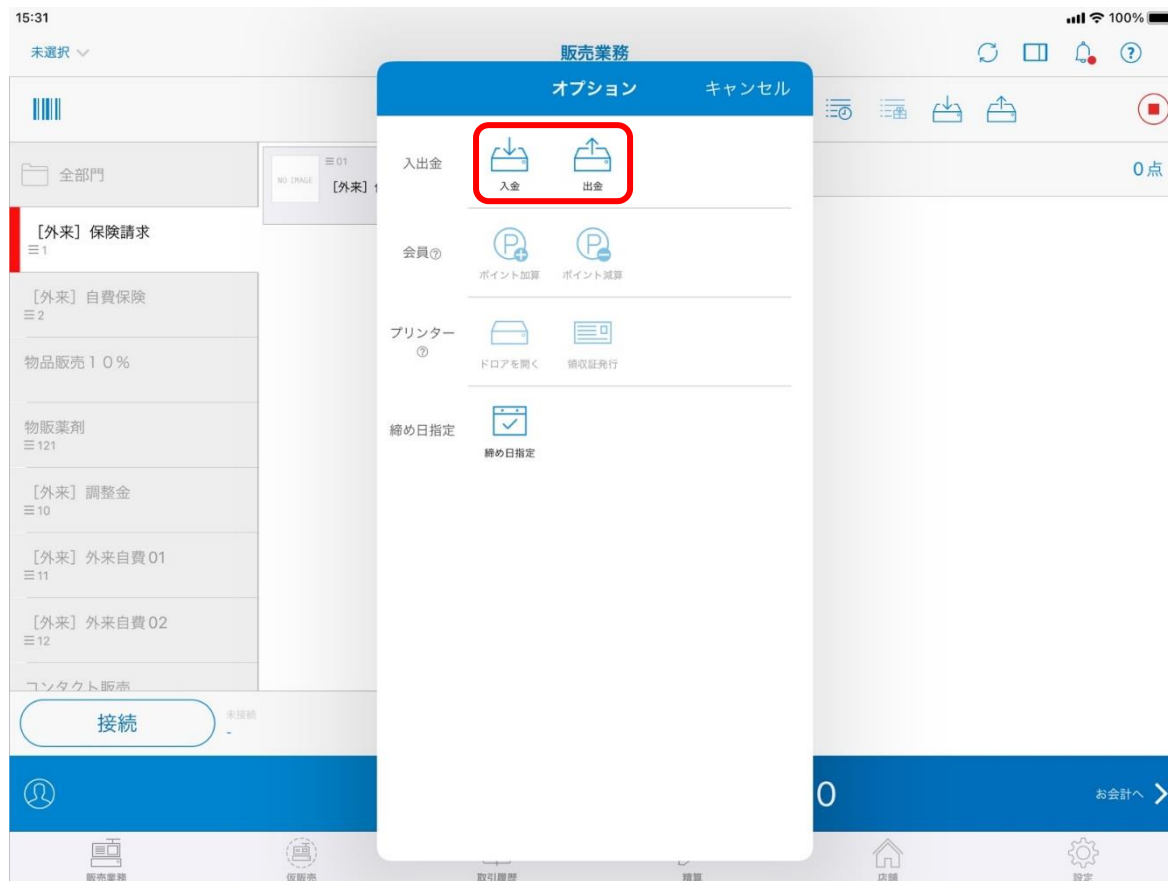 15:31
100%
未選択
販売業務
オプション
キャンセル
全部門
NO IMAGE
01
[外来]
0点
[外来] 保険請求
1
[外来] 自費保険
2
物品販売10%
物販薬剤
121
[外来] 調整金
10
[外来] 外来自費01
11
[外来] 外来自費02
12
コンタクト販売
入出金
入金
出金
会員?
ポイント加算
ポイント減算
プリンター
?
ドロアを開く
領収証発行
締め日指定
締め日指定
接続
未接続
-
0
お会計へ
販売業務
仮販売
取引履歴
精算
店舗
設定